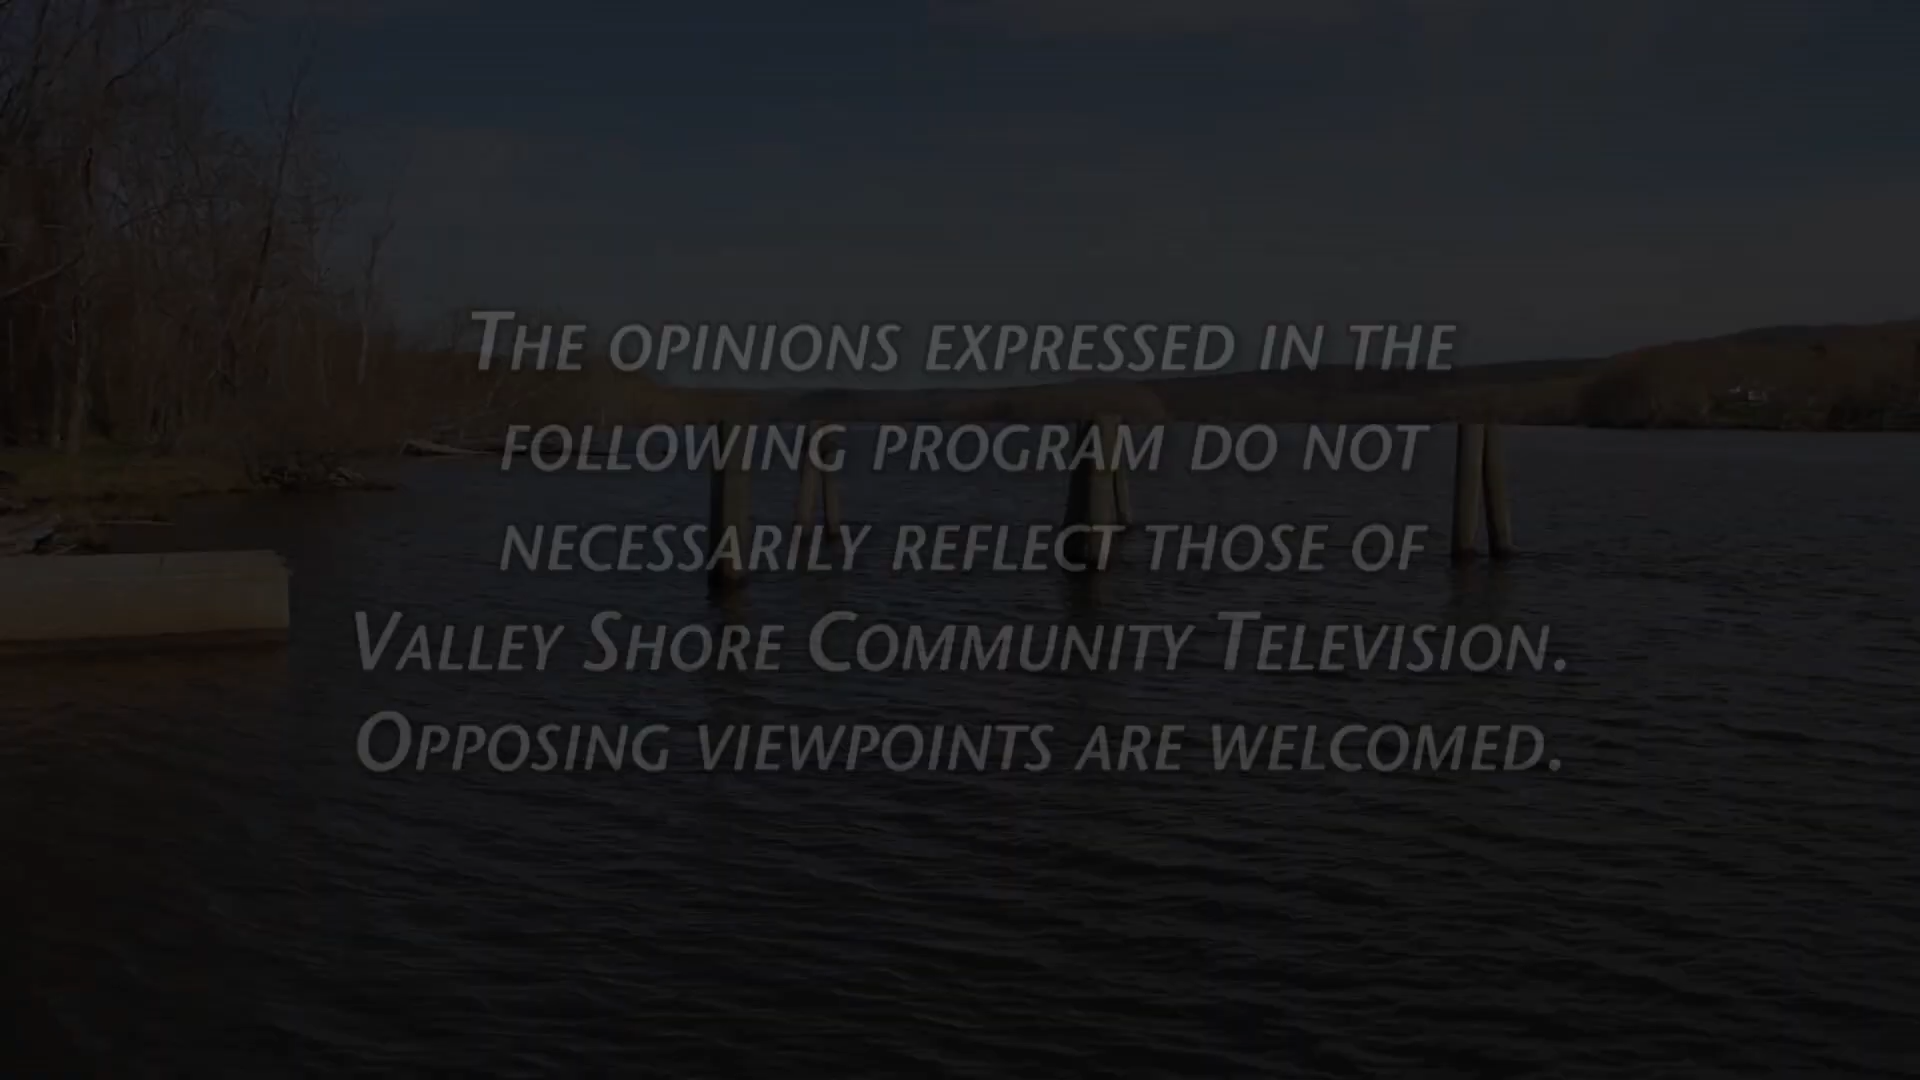 The opinions expressed in the
following program do not
necessarily reflect those of
Valley Shore Community Television.
Opposing viewpoints are welcomed.